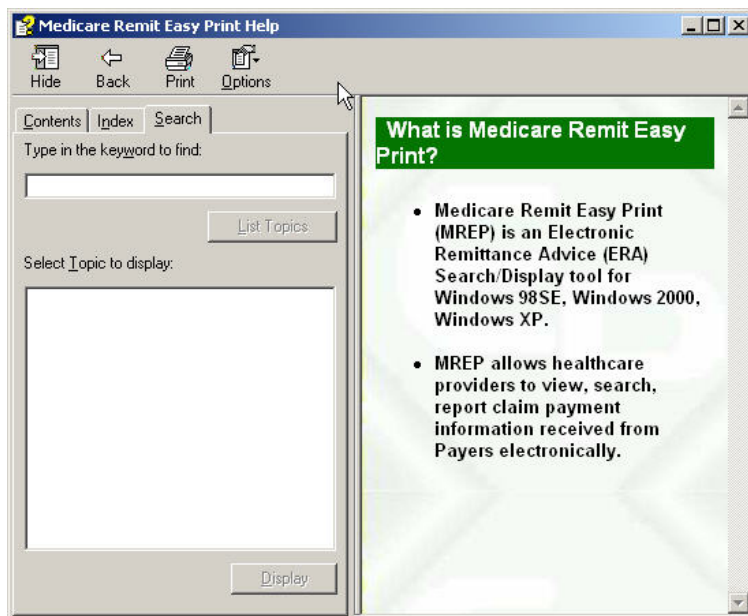 Medicare Remit Easy Print Help
Hide Back Print Options
Contents Index Search
Type in the keyword to find:
List Topics
Select Topic to display:
Display
What is Medicare Remit Easy
Print?
• Medicare Remit Easy Print
(MREP) is an Electronic
Remittance Advice (ERA)
Search/Display tool for
Windows 98SE, Windows 2000,
Windows XP.
• MREP allows healthcare
providers to view, search,
report claim payment
information received from
Payers electronically.